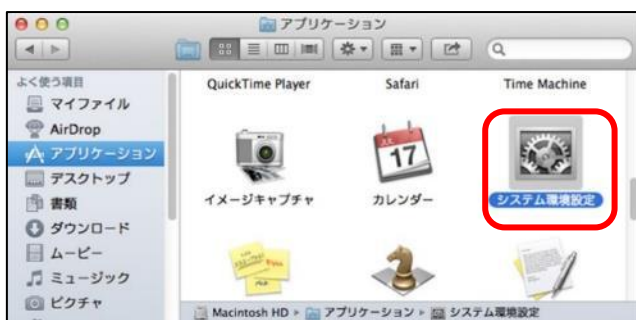 アプリケーション
よく使う項目
マイファイル
AirDrop
アプリケーション
デスクトップ
書類
ダウンロード
ムービー
ミュージック
ピクチャ
QuickTime Player
Safari
Time Machine
JUL
17
イメージキャプチャ
カレンダー
システム環境設定
Macintosh HD ▸ アプリケーション ▸ システム環境設定